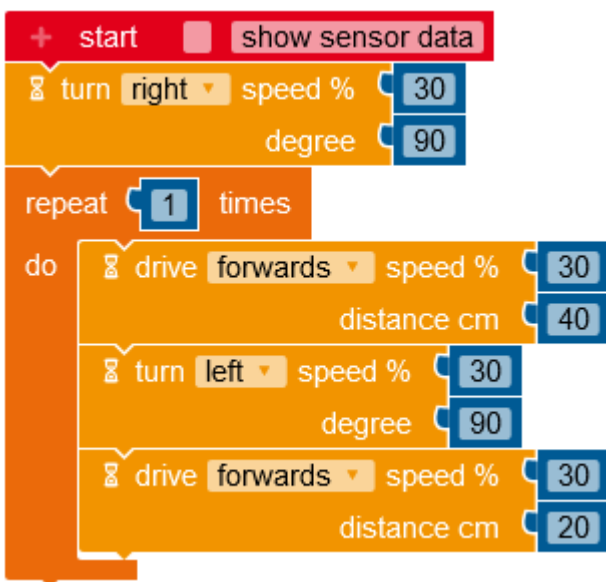 + start show sensor data
turn right speed % 30
degree 90
repeat 1 times
do drive forwards speed % 30
distance cm 40
turn left speed % 30
degree 90
drive forwards speed % 30
distance cm 20